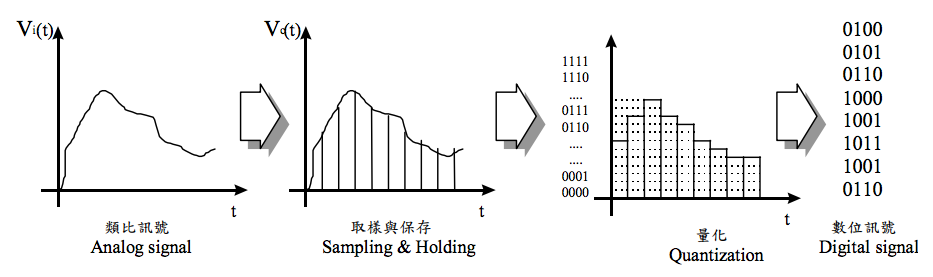 Vi(t)
t
類比訊號
Analog signal
Vo(t)
t
取樣與保存
Sampling & Holding
1111
1110
....
0111
0110
....
....
0001
0000
t
量化
Quantization
0100
0101
0110
1000
1001
1011
1001
0110
數位訊號
Digital signal